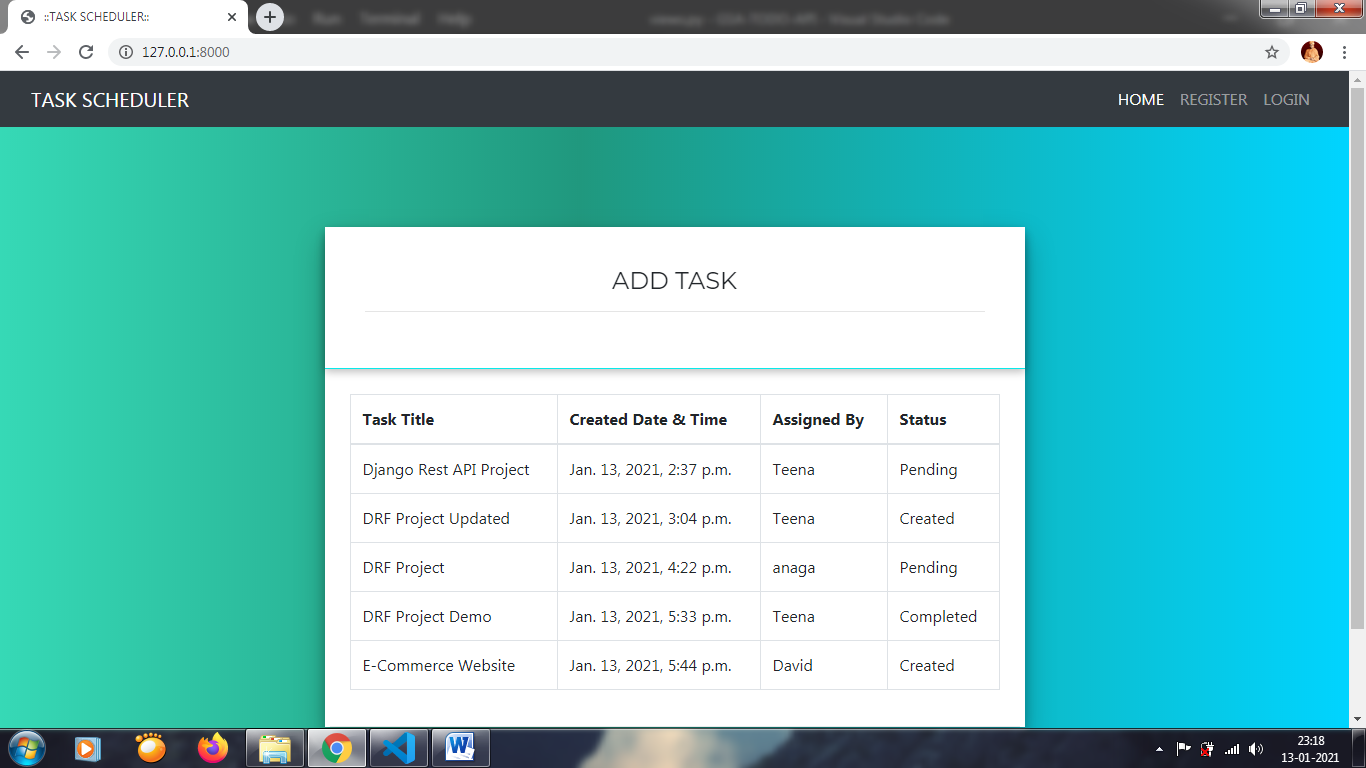 ::TASK SCHEDULER::
Run Terminal Help
127.0.0.1:8000
TASK SCHEDULER
HOME REGISTER LOGIN
ADD TASK
Task Title Created Date & Time Assigned By Status
Django Rest API Project Jan. 13, 2021, 2:37 p.m. Teena Pending
DRF Project Updated Jan. 13, 2021, 3:04 p.m. Teena Created
DRF Project Jan. 13, 2021, 4:22 p.m. anaga Pending
DRF Project Demo Jan. 13, 2021, 5:33 p.m. Teena Completed
E-Commerce Website Jan. 13, 2021, 5:44 p.m. David Created
23:18
13-01-2021